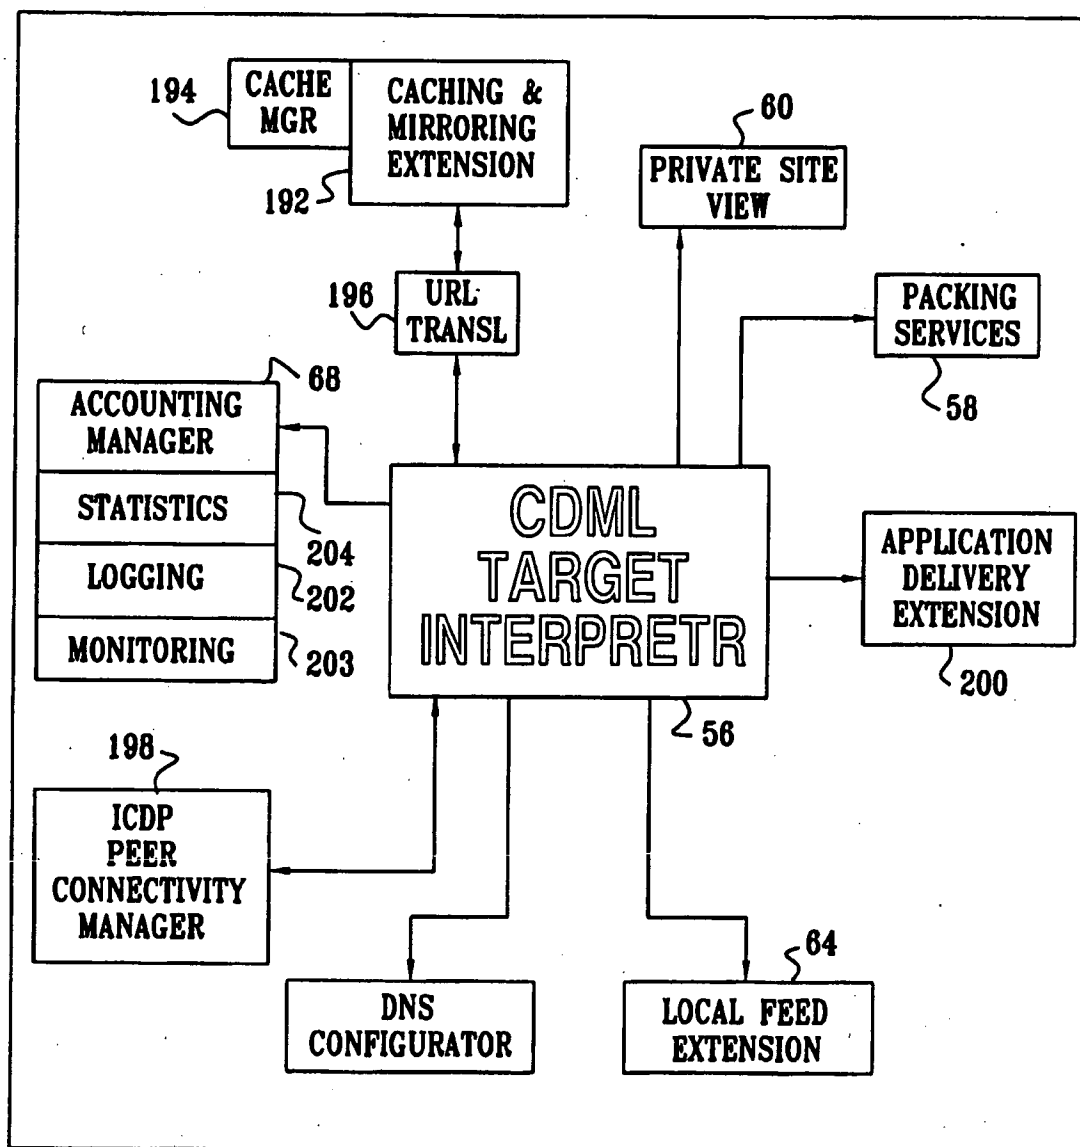 194
CACHE
MGR
CACHING &
MIRRORING
EXTENSION
192
60
PRIVATE SITE
VIEW
196
URL
TRANSL
PACKING
SERVICES
58
68
ACCOUNTING
MANAGER
STATISTICS
204
LOGGING
202
MONITORING
203
CDML
TARGET
INTERPRETR
56
APPLICATION
DELIVERY
EXTENSION
200
198
ICDP
PEER
CONNECTIVITY
MANAGER
DNS
CONFIGURATOR
64
LOCAL FEED
EXTENSION